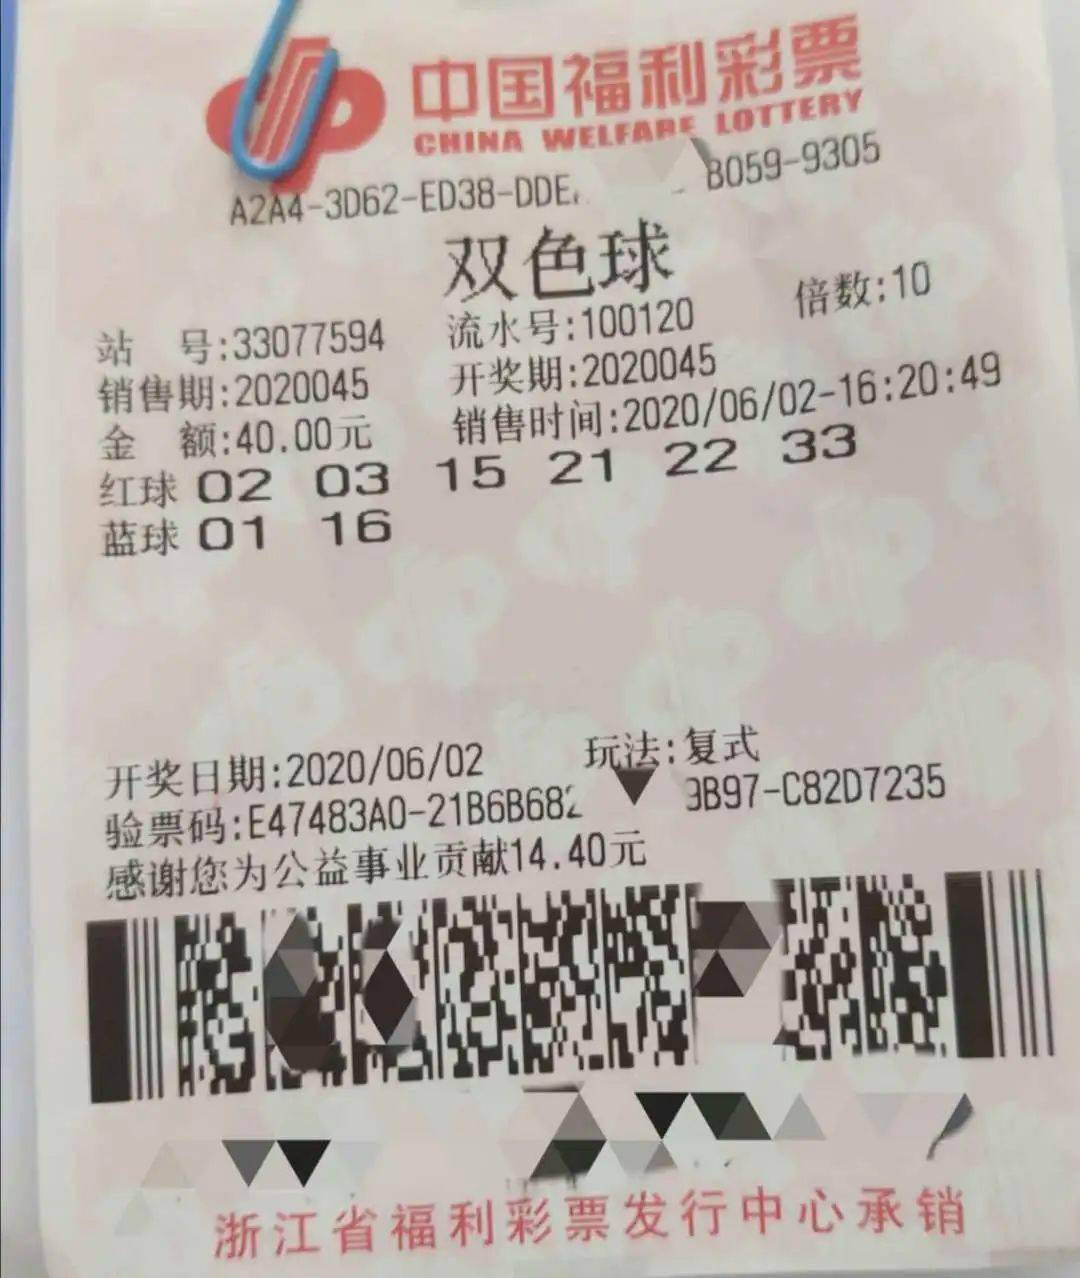 中国福利彩票
CHINA WELFARE LOTTERY
A2A4-3D62-ED38-DDE 8059-9305
双色球
站 号:33077594 流水号:100120 倍数:10
销售期:2020045 开奖期:2020045
金 额:40.00元 销售时间:2020/06/02-16:20:49
红球 02 03 15 21 22 33
蓝球 01 16
开奖日期:2020/06/02 玩法:复式
验票码:E47483A0-21B6B682 9B97-C82D7235
感谢您为公益事业贡献14.40元
浙江省福利彩票发行中心承销